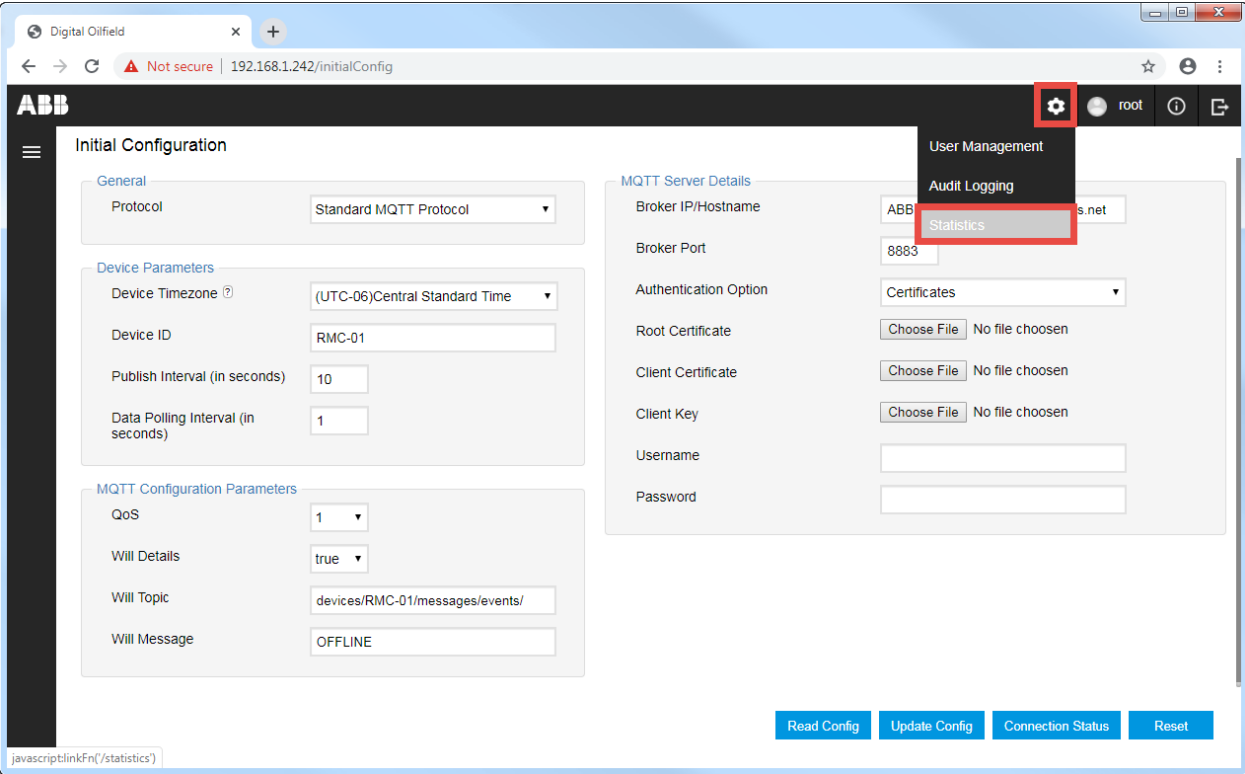 Digital Oilfield
Not secure | 192.168.1.242/initialConfig
ABB
root
Initial Configuration
User Management
Audit Logging
Statistics
General
Protocol
Standard MQTT Protocol
Device Parameters
Device Timezone ?
(UTC-06)Central Standard Time
Device ID
RMC-01
Publish Interval (in seconds)
10
Data Polling Interval (in
seconds)
1
MQTT Configuration Parameters
QoS
1
Will Details
true
Will Topic
devices/RMC-01/messages/events/
Will Message
OFFLINE
MQTT Server Details
Broker IP/Hostname
ABB s.net
Broker Port
8883
Authentication Option
Certificates
Root Certificate
Choose File No file choosen
Client Certificate
Choose File No file choosen
Client Key
Choose File No file choosen
Username
Password
Read Config
Update Config
Connection Status
Reset
javascript:linkFn('/statistics')